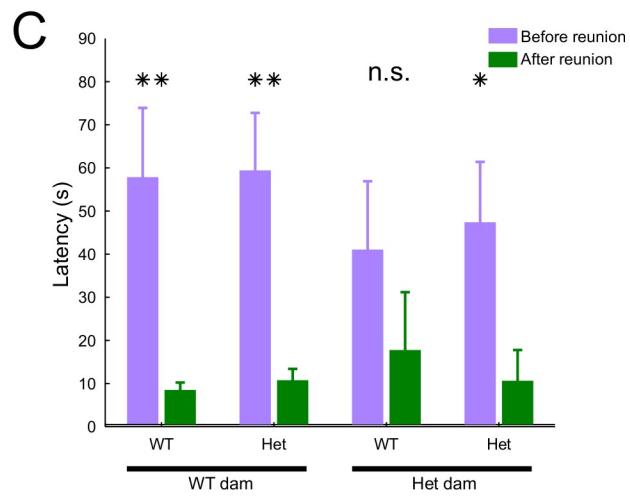 C
Before reunion
After reunion
90
80
70
60
50
40
30
20
10
0
Latency (s)
** ** n.s. *
WT Het WT Het
WT dam Het dam